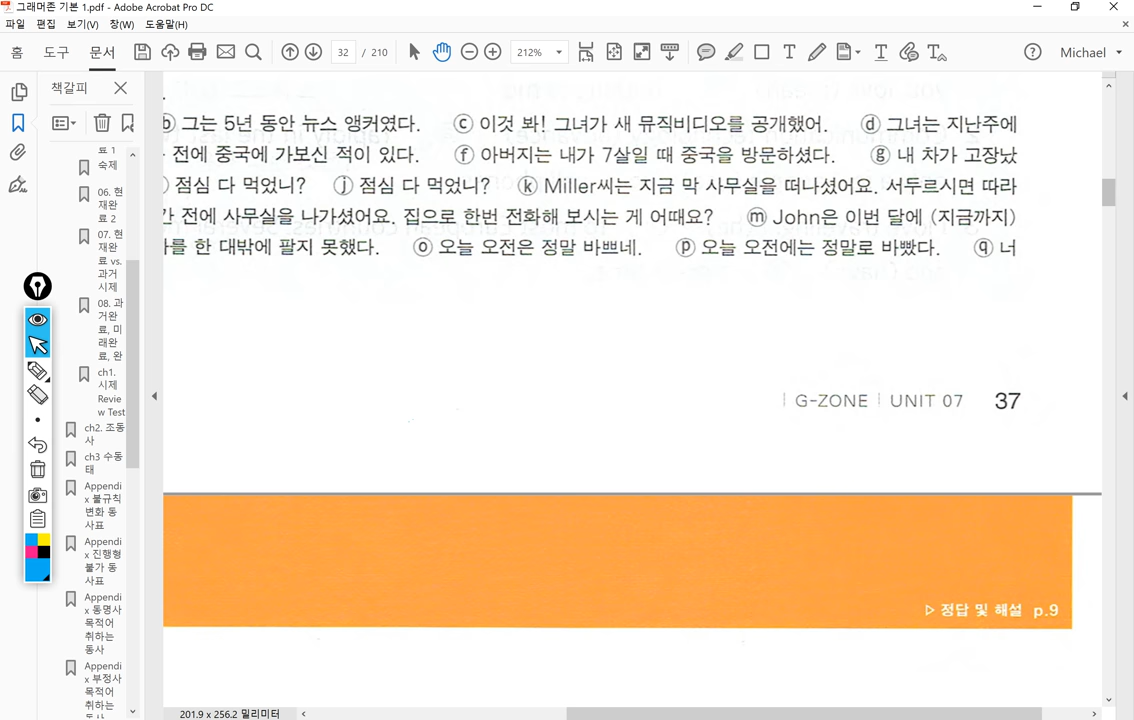 그래머존 기본 1.pdf - Adobe Acrobat Pro DC
파일 편집 보기(V) 창(W) 도움말(H)
홈 도구 문서 32 / 210 212% Michael
책갈피
료 1
숙제
06. 현
재완
료 2
07. 현
재완
료 vs.
과거
시제
08. 과
거완
료, 미
래완
료, 완
ch1.
시제
Revie
w Test
ch2. 조동
사
ch3 수동
태
Appendi
x 불규칙
변화 동
사표
Appendi
x 진행형
불가 동
사표
Appendi
x 동명사
목적어
취하는
동사
Appendi
x 부정사
목적어
취하는
ⓑ 그는 5년 동안 뉴스 앵커였다. ⓒ 이것 봐! 그녀가 새 뮤직비디오를 공개했어. ⓓ 그녀는 지난주에
전에 중국에 가보신 적이 있다. ⓕ 아버지는 내가 7살일 때 중국을 방문하셨다. ⓖ 내 차가 고장났
점심 다 먹었니? ⓙ 점심 다 먹었니? ⓚ Miller씨는 지금 막 사무실을 떠나셨어요. 서두르시면 따라
전에 사무실을 나가셨어요. 집으로 한번 전화해 보시는 게 어때요? ⓜ John은 이번 달에 (지금까지)
를 한 대밖에 팔지 못했다. ⓞ 오늘 오전은 정말 바쁘네. ⓟ 오늘 오전에는 정말로 바빴다. ⓠ 너
G-ZONE UNIT 07 37
▷ 정답 및 해설 p.9
201.9 x 256.2 밀리미터